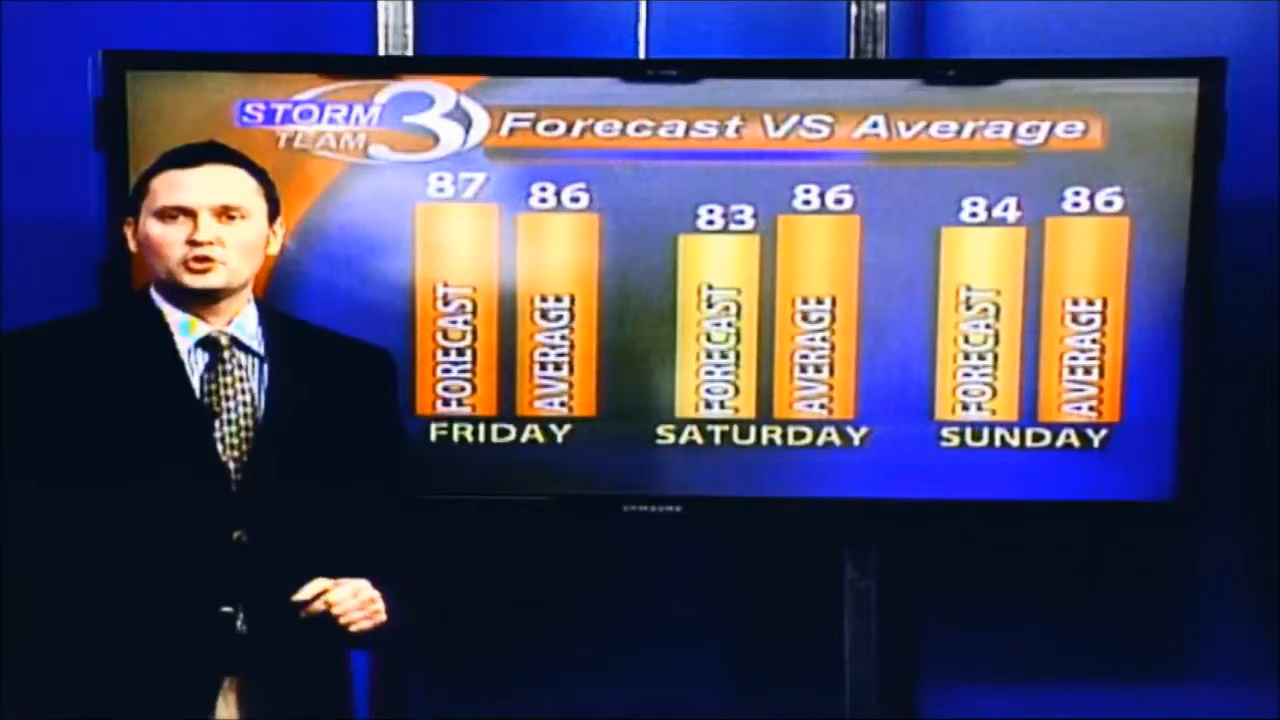 STORM
TEAM 3
Forecast VS Average
87 86 83 86 84 86
FORECAST AVERAGE FORECAST AVERAGE FORECAST AVERAGE
FRIDAY SATURDAY SUNDAY
SAMSUNG